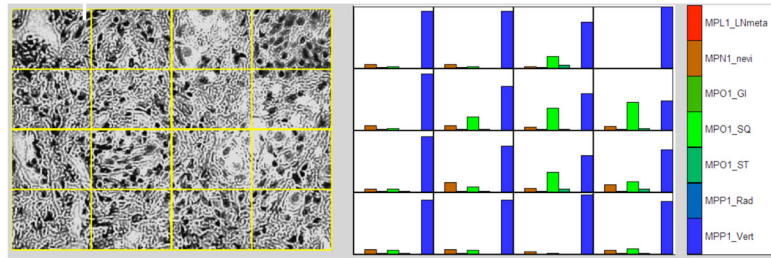 MPL1_LNmeta
MPN1_nevi
MPO1_GI
MPO1_SQ
MPO1_ST
MPP1_Rad
MPP1_Vert